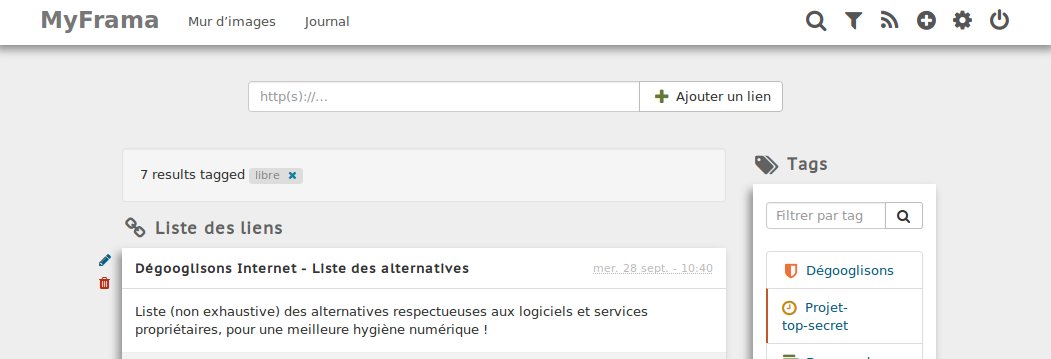 MyFrama
Mur d’images
Journal
http(s)://...
Ajouter un lien
7 results tagged libre
Tags
Filtrer par tag
Liste des liens
Dégooglisons Internet - Liste des alternatives
mer. 28 sept. - 10:40
Liste (non exhaustive) des alternatives respectueuses aux logiciels et services
propriétaires, pour une meilleure hygiène numérique !
Dégooglisons
Projet-
top-secret